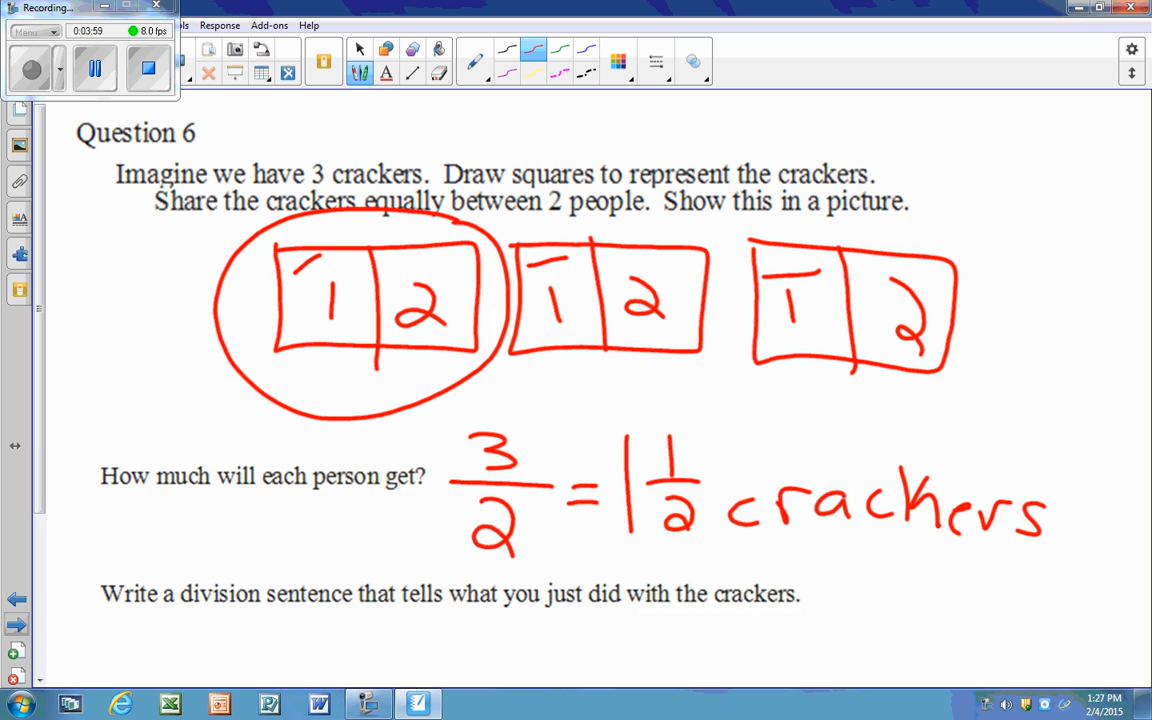 Recording...
Menu
0:03:59
8.0 fps
ols Response Add-ons Help
Question 6
Imagine we have 3 crackers. Draw squares to represent the crackers.
Share the crackers equally between 2 people. Show this in a picture.
1 2 1 2 1 2
How much will each person get? 3/2 = 1 1/2 crackers
Write a division sentence that tells what you just did with the crackers.
1:27 PM
2/4/2015